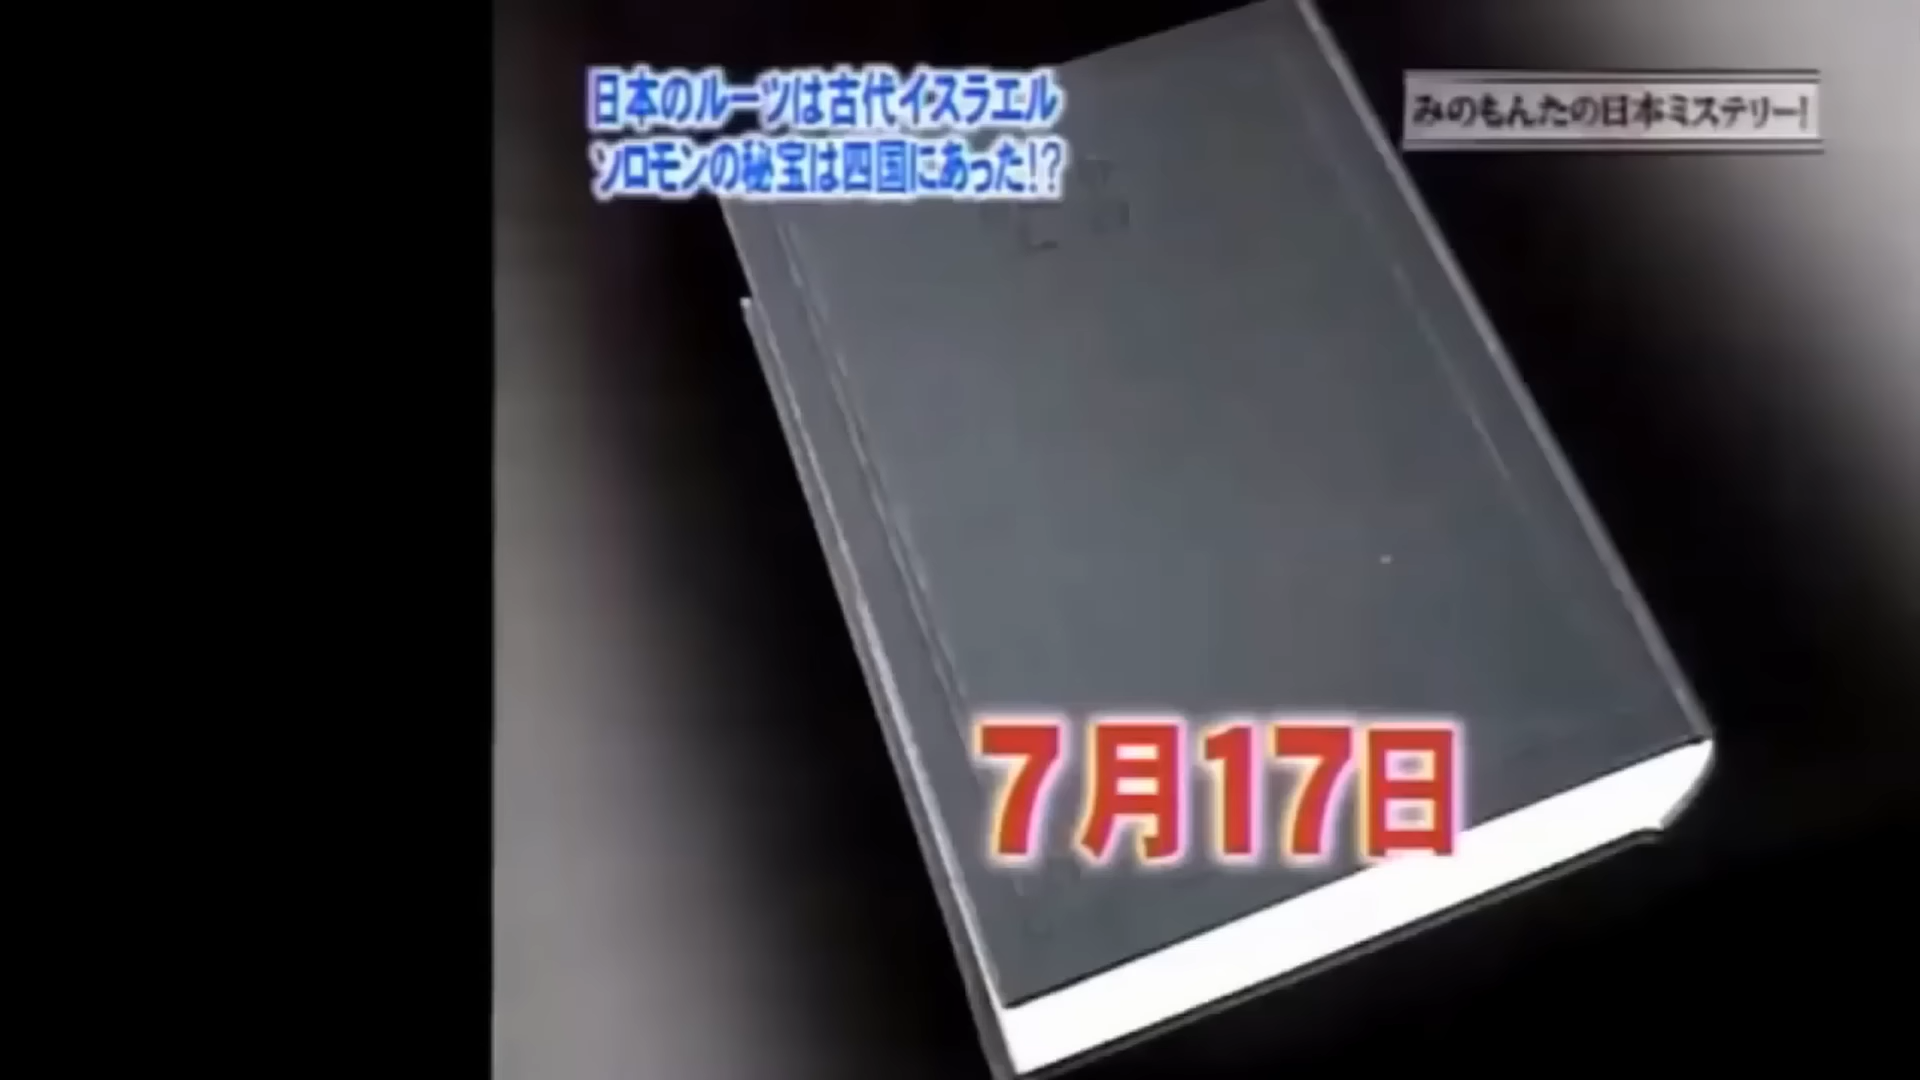 日本のルーツは古代イスラエル
ソロモンの秘宝は四国にあった!?
みのもんたの日本ミステリー!
7月17日